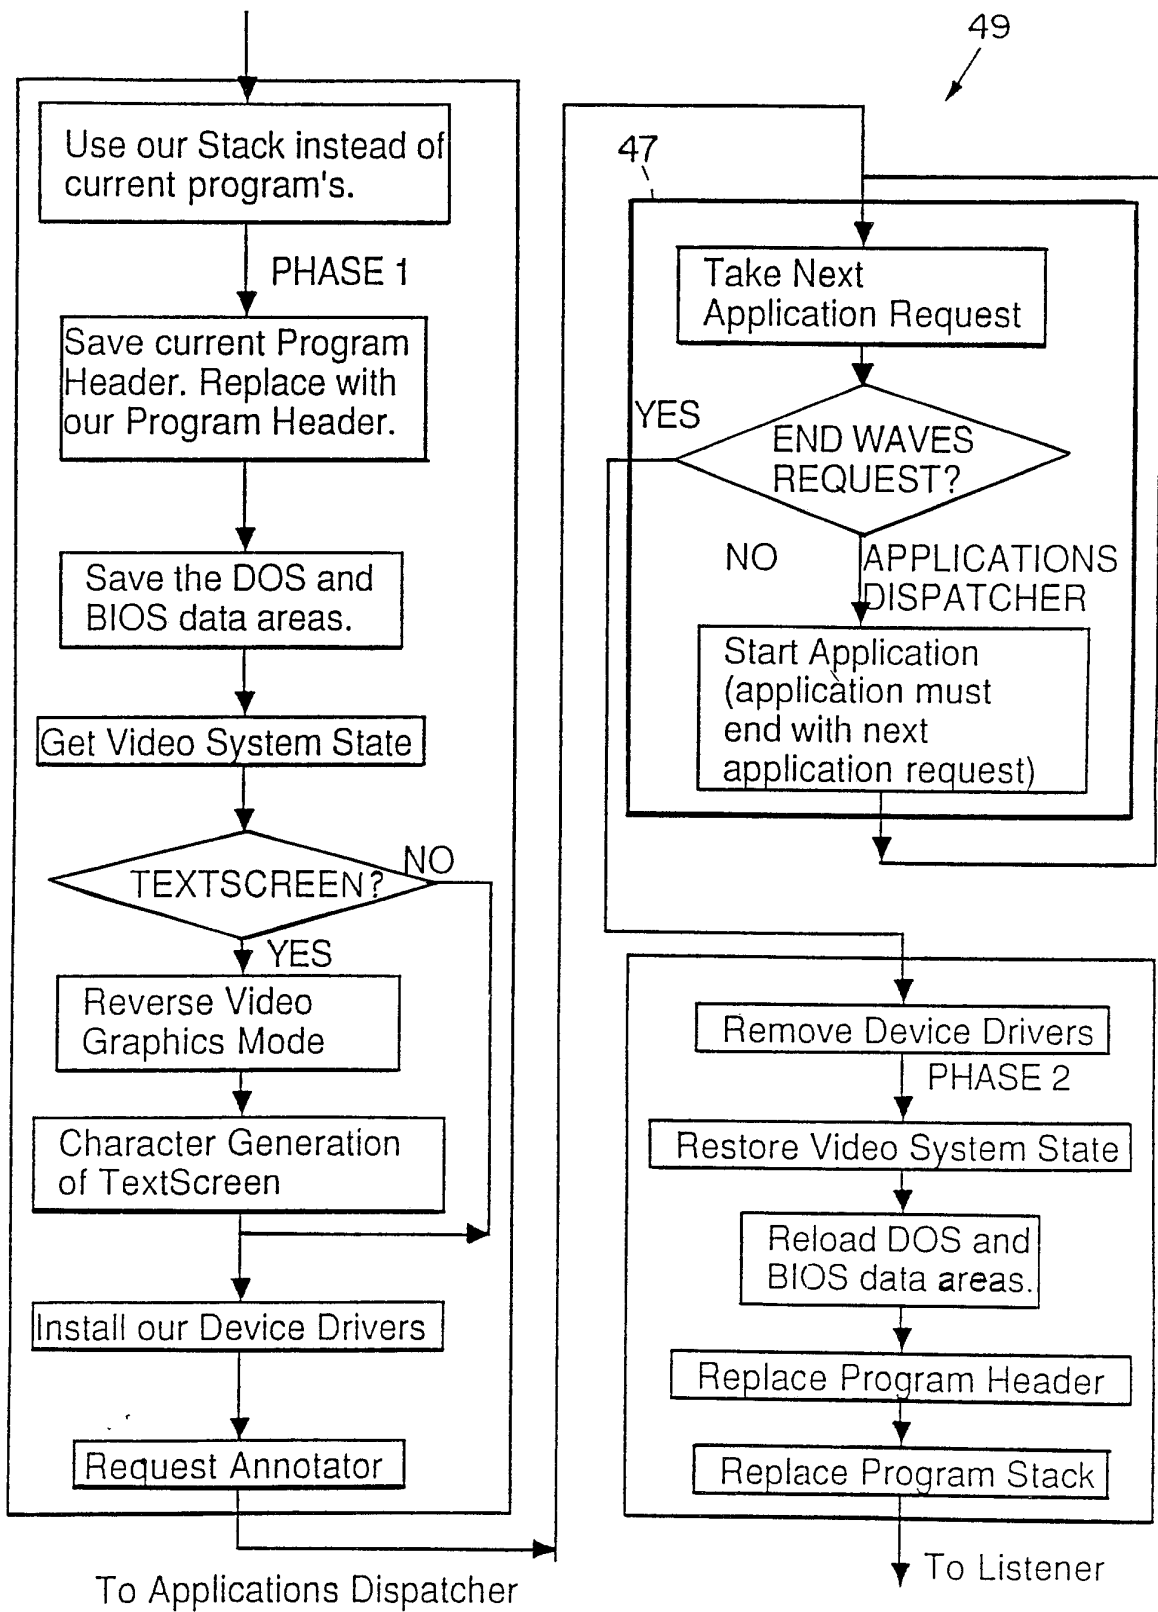 Use our Stack instead of
current program's.
PHASE 1
Save current Program
Header. Replace with
our Program Header.
Save the DOS and
BIOS data areas.
Get Video System State
TEXTSCREEN?
NO
YES
Reverse Video
Graphics Mode
Character Generation
of TextScreen
Install our Device Drivers
Request Annotator
To Applications Dispatcher
49
47
Take Next
Application Request
YES
END WAVES
REQUEST?
NO
APPLICATIONS
DISPATCHER
Start Application
(application must
end with next
application request)
Remove Device Drivers
PHASE 2
Restore Video System State
Reload DOS and
BIOS data areas.
Replace Program Header
Replace Program Stack
To Listener